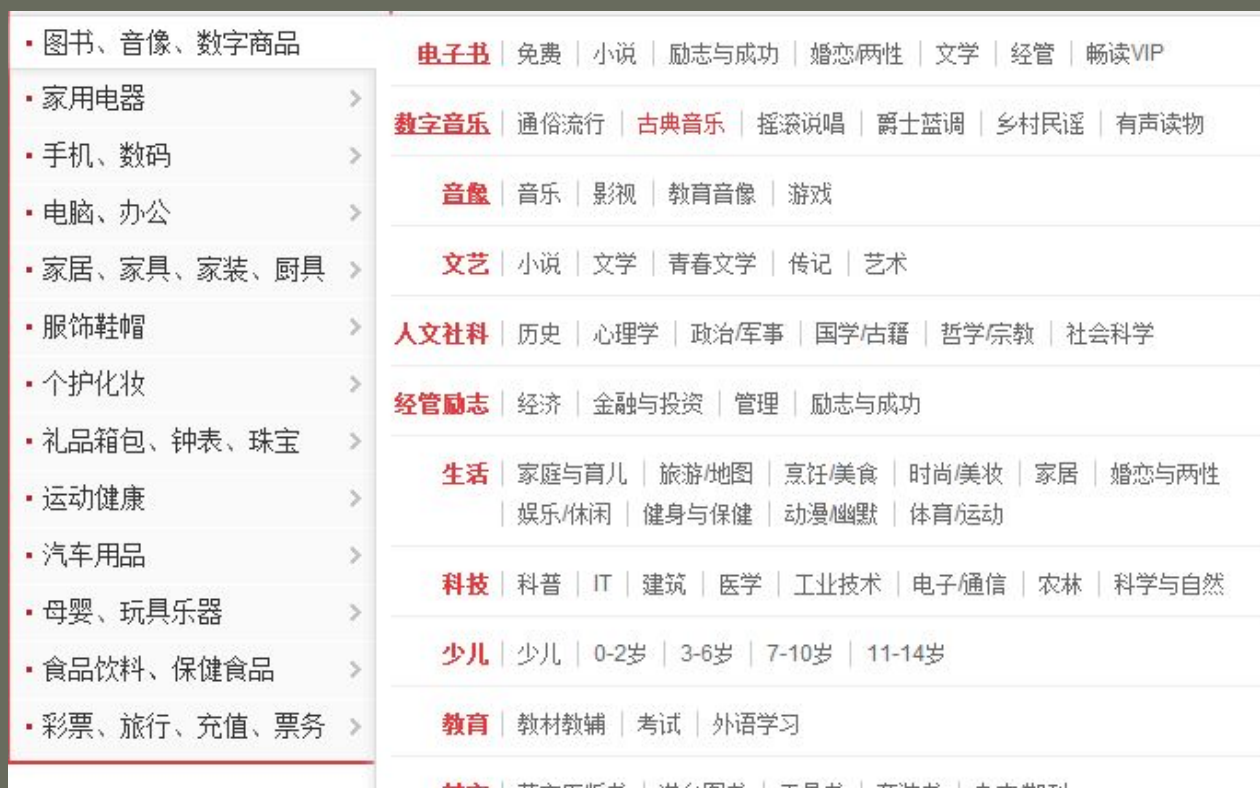 图书、音像、数字商品
家用电器
手机、数码
电脑、办公
家居、家具、家装、厨具
服饰鞋帽
个护化妆
礼品箱包、钟表、珠宝
运动健康
汽车用品
母婴、玩具乐器
食品饮料、保健食品
彩票、旅行、充值、票务
电子书 | 免费 | 小说 | 励志与成功 | 婚恋/两性 | 文学 | 经管 | 畅读VIP
数字音乐 | 通俗流行 | 古典音乐 | 摇滚说唱 | 爵士蓝调 | 乡村民谣 | 有声读物
音像 | 音乐 | 影视 | 教育音像 | 游戏
文艺 | 小说 | 文学 | 青春文学 | 传记 | 艺术
人文社科 | 历史 | 心理学 | 政治/军事 | 国学/古籍 | 哲学/宗教 | 社会科学
经管励志 | 经济 | 金融与投资 | 管理 | 励志与成功
生活 | 家庭与育儿 | 旅游/地图 | 烹饪/美食 | 时尚/美妆 | 家居 | 婚恋与两性
| 娱乐/休闲 | 健身与保健 | 动漫/幽默 | 体育/运动
科技 | 科普 | IT | 建筑 | 医学 | 工业技术 | 电子/通信 | 农林 | 科学与自然
少儿 | 少儿 | 0-2岁 | 3-6岁 | 7-10岁 | 11-14岁
教育 | 教材教辅 | 考试 | 外语学习